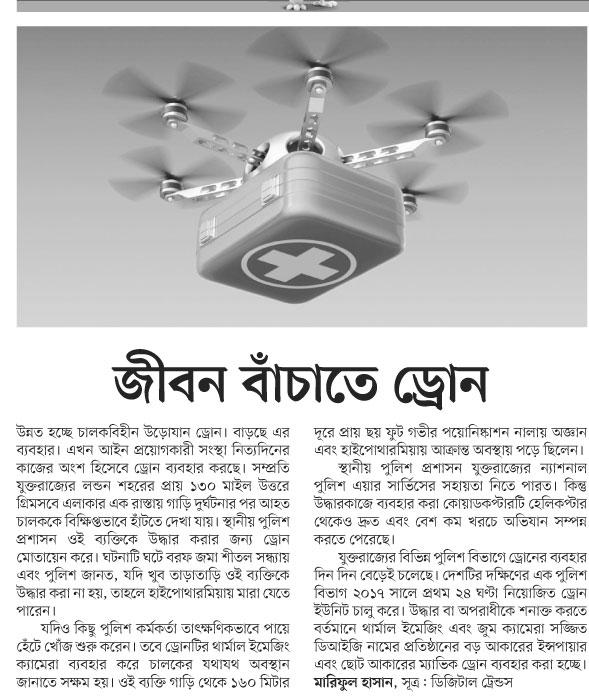 জীবন বাঁচাতে ড্রোন
উন্নত হচ্ছে চালকবিহীন উড়োযান ড্রোন। বাড়ছে এর
ব্যবহার। এখন আইন প্রয়োগকারী সংস্থা নিত্যদিনের
কাজের অংশ হিসেবে ড্রোন ব্যবহার করছে। সম্প্রতি
যুক্তরাজ্যের লন্ডন শহরের প্রায় ১৩০ মাইল উত্তরে
গ্রিমসবে এলাকার এক রাস্তায় গাড়ি দুর্ঘটনার পর আহত
চালককে বিক্ষিপ্তভাবে হাঁটতে দেখা যায়। স্থানীয় পুলিশ
প্রশাসন ওই ব্যক্তিকে উদ্ধার করার জন্য ড্রোন
মোতায়েন করে। ঘটনাটি ঘটে বরফ জমা শীতল সন্ধ্যায়
এবং পুলিশ জানত, যদি খুব তাড়াতাড়ি ওই ব্যক্তিকে
উদ্ধার করা না হয়, তাহলে হাইপোথারমিয়ায় মারা যেতে
পারেন।
যদিও কিছু পুলিশ কর্মকর্তা তাৎক্ষণিকভাবে পায়ে
হেঁটে খোঁজ শুরু করেন। তবে ড্রোনটির থার্মাল ইমেজিং
ক্যামেরা ব্যবহার করে চালকের যথাযথ অবস্থান
জানাতে সক্ষম হয়। ওই ব্যক্তি গাড়ি থেকে ১৬০ মিটার
দূরে প্রায় ছয় ফুট গভীর পয়োনিষ্কাশন নালায় অজ্ঞান
এবং হাইপোথারমিয়ায় আক্রান্ত অবস্থায় পড়ে ছিলেন।
স্থানীয় পুলিশ প্রশাসন যুক্তরাজ্যের ন্যাশনাল
পুলিশ এয়ার সার্ভিসের সহায়তা নিতে পারত। কিন্তু
উদ্ধারকাজে ব্যবহার করা কোয়াডকপ্টারটি হেলিকপ্টার
থেকেও দ্রুত এবং বেশ কম খরচে অভিযান সম্পন্ন
করতে পেরেছে।
যুক্তরাজ্যের বিভিন্ন পুলিশ বিভাগে ড্রোনের ব্যবহার
দিন দিন বেড়েই চলেছে। দেশটির দক্ষিণের এক পুলিশ
বিভাগ ২০১৭ সালে প্রথম ২৪ ঘণ্টা নিয়োজিত ড্রোন
ইউনিট চালু করে। উদ্ধার বা অপরাধীকে শনাক্ত করতে
বর্তমানে থার্মাল ইমেজিং এবং জুম ক্যামেরা সজ্জিত
ডিআইজি নামের প্রতিষ্ঠানের বড় আকারের ইন্সপায়ার
এবং ছোট আকারের ম্যাভিক ড্রোন ব্যবহার করা হচ্ছে।
মারিফুল হাসান, সূত্র : ডিজিটাল ট্রেন্ডস